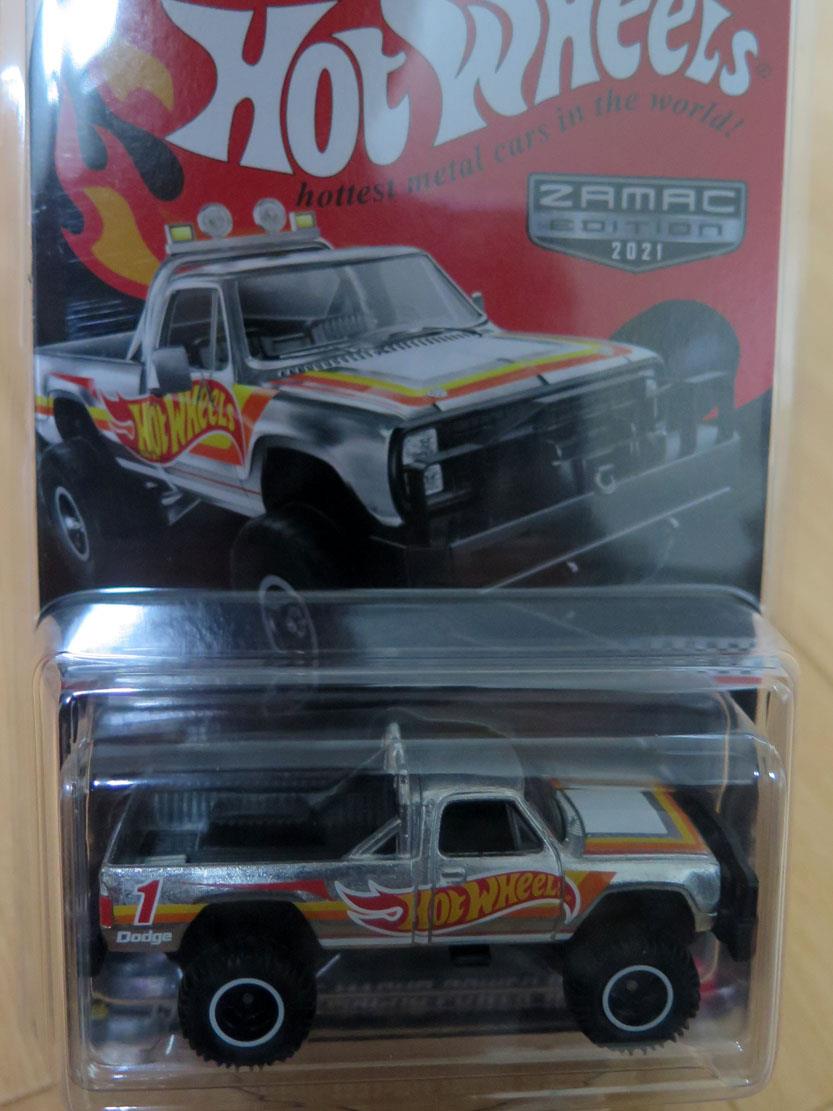 HOT WHEELS®
hottest metal cars in the world!
ZAMAC
EDITION
2021
HOT WHEELS
1
Dodge
HOT WHEELS